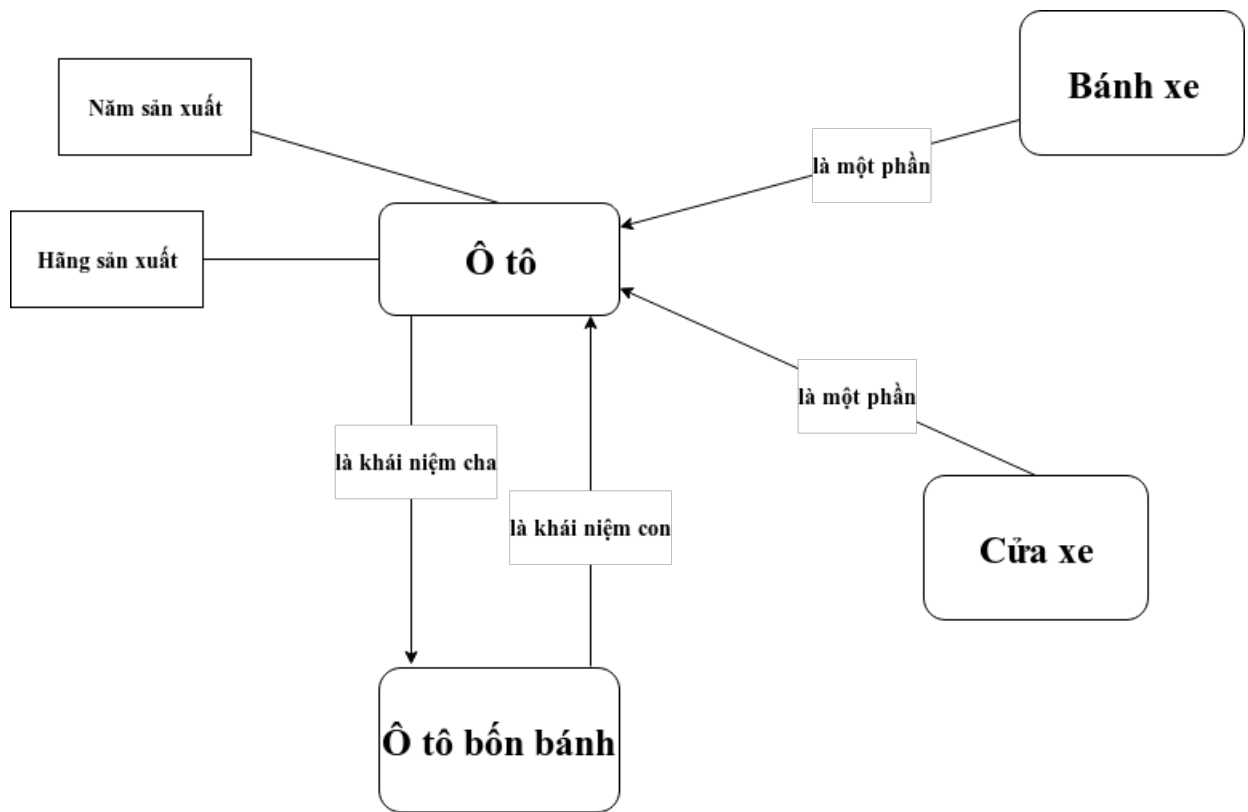 Bánh xe
Năm sản xuất
là một phần
Hãng sản xuất
Ô tô
là một phần
là khái niệm cha
là khái niệm con
Cửa xe
Ô tô bốn bánh